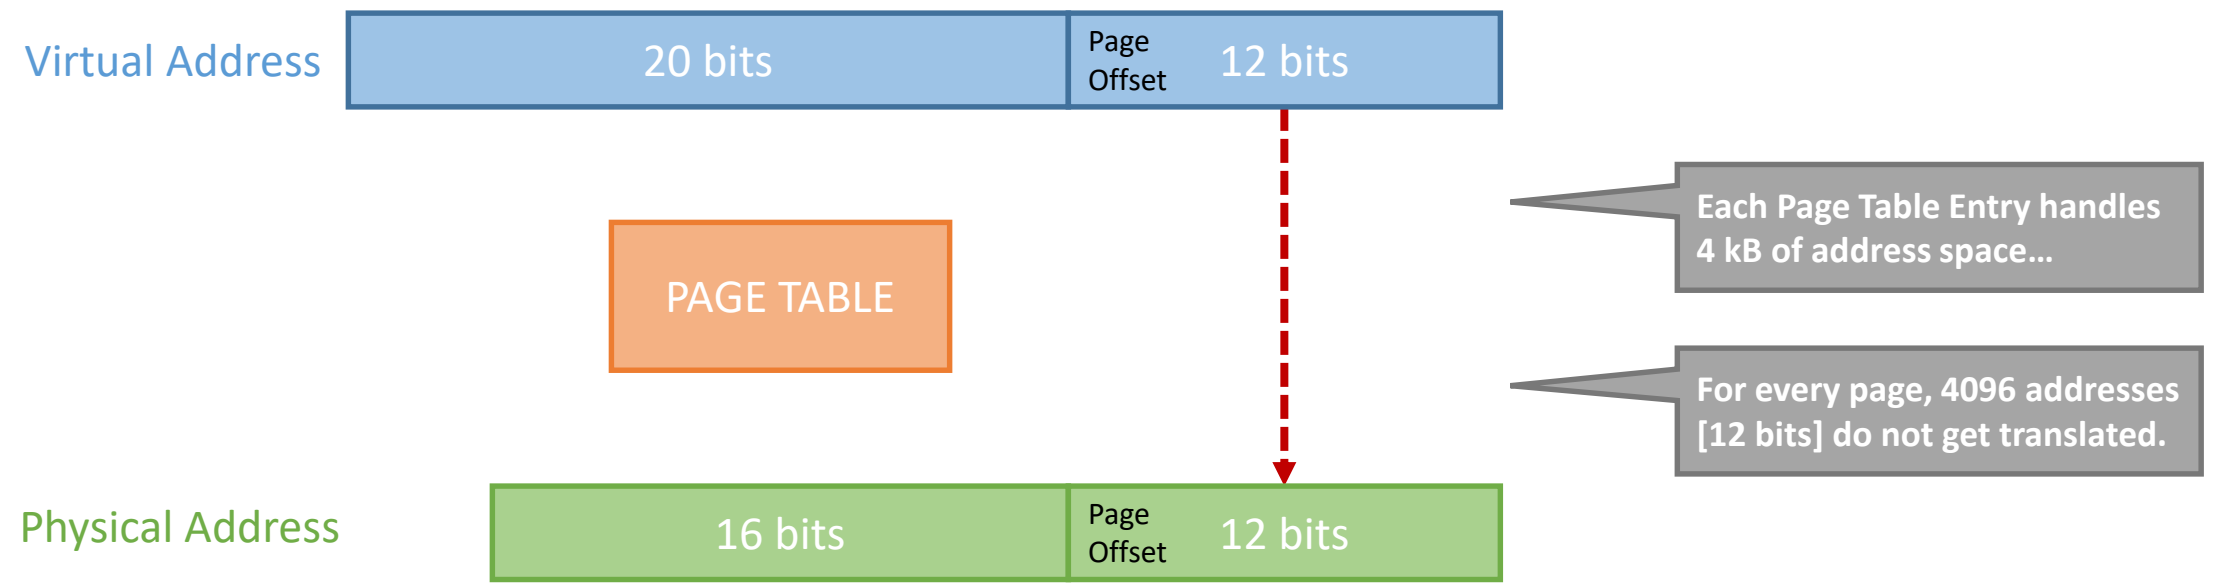 Virtual Address
20 bits
Page
Offset
12 bits
Each Page Table Entry handles
4 kB of address space…
PAGE TABLE
For every page, 4096 addresses
[12 bits] do not get translated.
Physical Address
16 bits
Page
Offset
12 bits